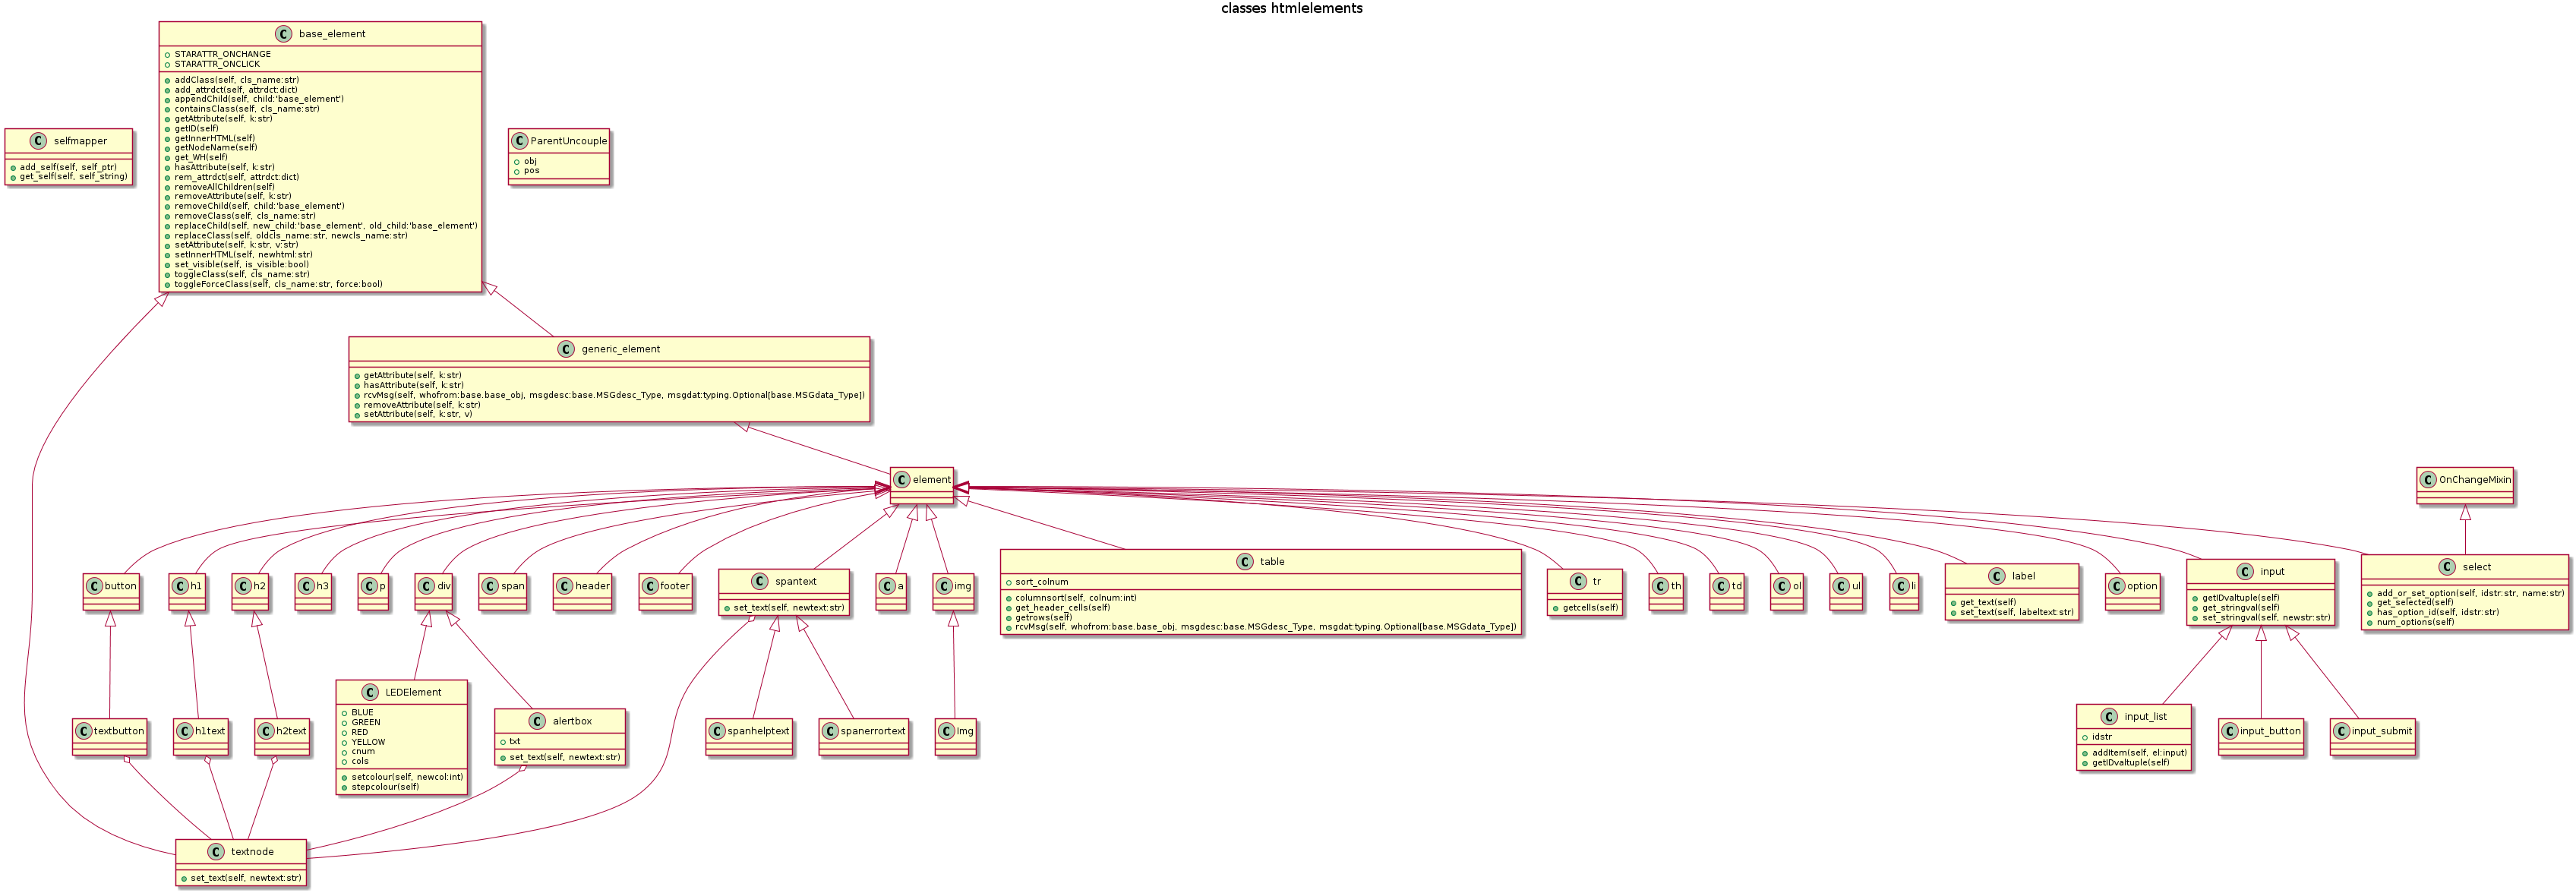 classes htmlelements
C base_element
STARATTR_ONCHANGE
STARATTR_ONCLICK
addClass(self, cls_name:str)
add_attrdct(self, attrdct:dict)
appendChild(self, child:'base_element')
containsClass(self, cls_name:str)
getAttribute(self, k:str)
getID(self)
getInnerHTML(self)
getNodeName(self)
get_WH(self)
hasAttribute(self, k:str)
rem_attrdct(self, attrdct:dict)
removeAllChildren(self)
removeAttribute(self, k:str)
removeChild(self, child:'base_element')
removeClass(self, cls_name:str)
replaceChild(self, new_child:'base_element', old_child:'base_element')
replaceClass(self, oldcls_name:str, newcls_name:str)
setAttribute(self, k:str, v:str)
setInnerHTML(self, newhtml:str)
set_visible(self, is_visible:bool)
toggleClass(self, cls_name:str)
toggleForceClass(self, cls_name:str, force:bool)
C selfmapper
add_self(self, self_ptr)
get_self(self, self_string)
C ParentUncouple
obj
pos
C generic_element
getAttribute(self, k:str)
hasAttribute(self, k:str)
rcvMsg(self, whofrom:base.base_obj, msgdesc:base.MSGdesc_Type, msgdat:typing.Optional[base.MSGdata_Type])
removeAttribute(self, k:str)
setAttribute(self, k:str, v)
C element
C OnChangeMixin
C button
C h1
C h2
C h3
C p
C div
C span
C header
C footer
C spantext
set_text(self, newtext:str)
C a
C img
C table
sort_colnum
columnsort(self, colnum:int)
get_header_cells(self)
getrows(self)
rcvMsg(self, whofrom:base.base_obj, msgdesc:base.MSGdesc_Type, msgdat:typing.Optional[base.MSGdata_Type])
C tr
getcells(self)
C th
C td
C ol
C ul
C li
C label
get_text(self)
set_text(self, labeltext:str)
C option
C input
getIDvaltuple(self)
get_stringval(self)
set_stringval(self, newstr:str)
C select
add_or_set_option(self, idstr:str, name:str)
get_selected(self)
has_option_id(self, idstr:str)
num_options(self)
C textbutton
C h1text
C h2text
C LEDElement
BLUE
GREEN
RED
YELLOW
cnum
cols
setcolour(self, newcol:int)
stepcolour(self)
C alertbox
txt
set_text(self, newtext:str)
C spanhelptext
C spanerrortext
C Img
C input_list
idstr
addItem(self, el:input)
getIDvaltuple(self)
C input_button
C input_submit
C textnode
set_text(self, newtext:str)